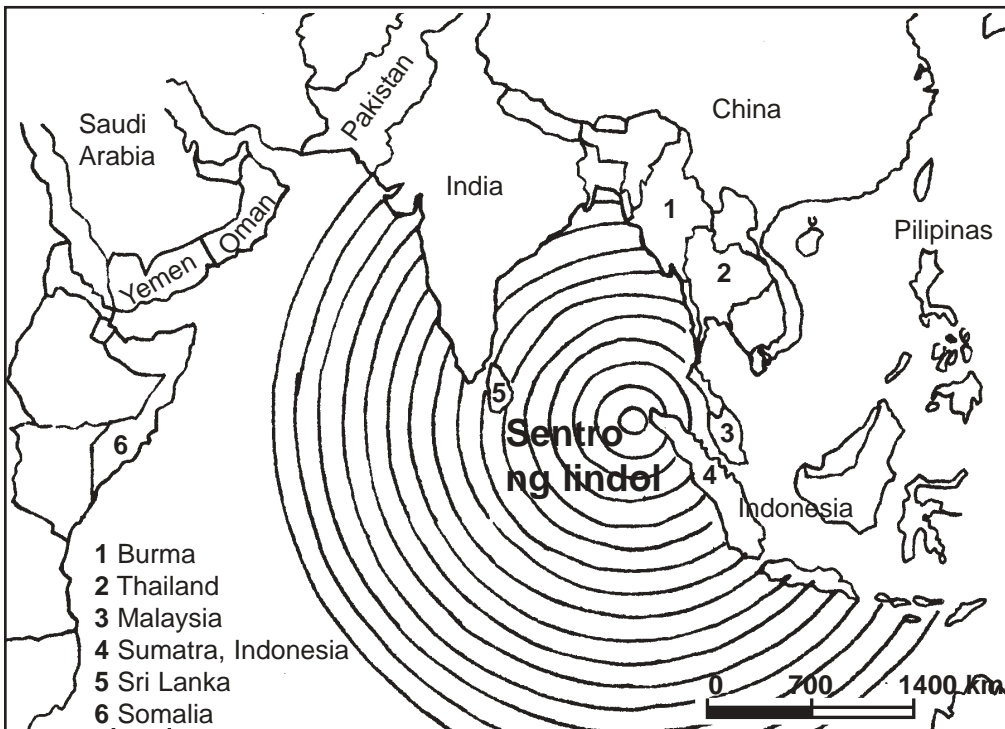 Saudi
Arabia
Pakistan
India
China
Oman
Yemen
Pilipinas
1
2
5
3
6
4
Sentro
ng lindol
Indonesia
1 Burma
2 Thailand
3 Malaysia
4 Sumatra, Indonesia
5 Sri Lanka
6 Somalia
0 700 1400 km.